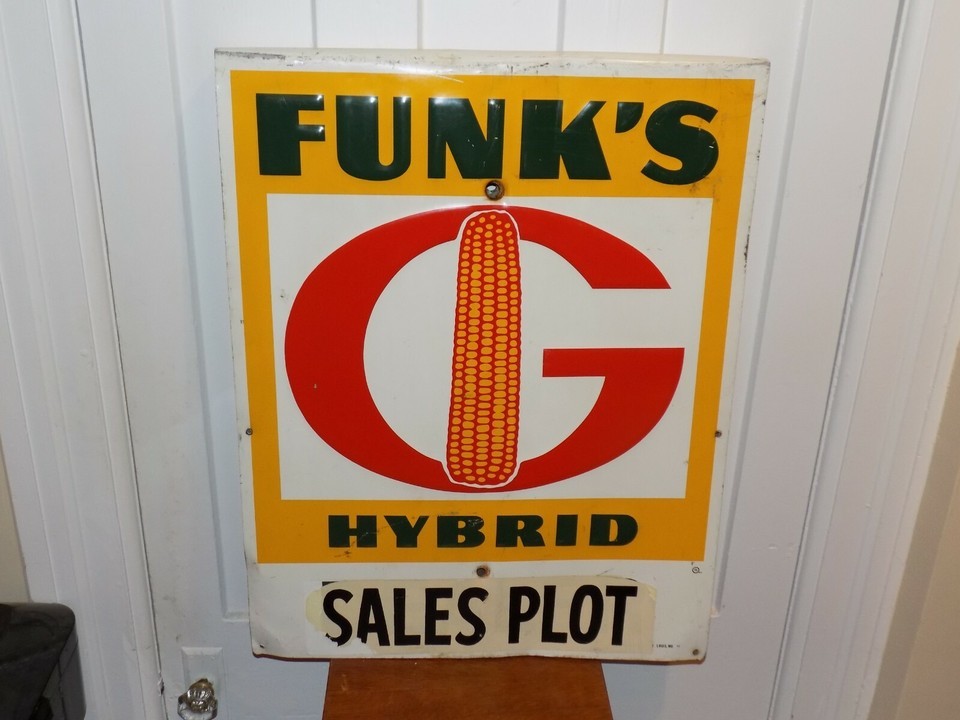 FUNK'S
G
HYBRID
SALES PLOT